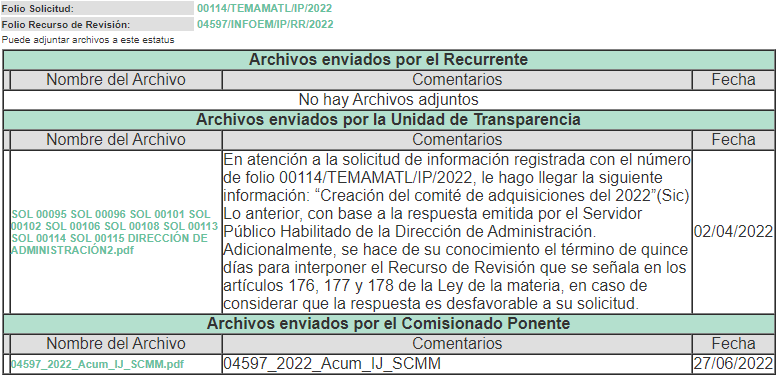 Folio Solicitud: 00114/TEMAMATL/IP/2022
Folio Recurso de Revisión: 04597/INFOEM/IP/RR/2022
Puede adjuntar archivos a este estatus
Archivos enviados por el Recurrente
Nombre del Archivo Comentarios Fecha
No hay Archivos adjuntos
Archivos enviados por la Unidad de Transparencia
Nombre del Archivo Comentarios Fecha
SOL 00095 SOL 00096 SOL 00101 SOL
00102 SOL 00106 SOL 00108 SOL 00113
SOL 00114 SOL 00115 DIRECCIÓN DE
ADMINISTRACIÓN2.pdf
En atención a la solicitud de información registrada con el número
de folio 00114/TEMAMATL/IP/2022, le hago llegar la siguiente
información: “Creación del comité de adquisiciones del 2022”(Sic)
Lo anterior, con base a la respuesta emitida por el Servidor
Público Habilitado de la Dirección de Administración.
Adicionalmente, se hace de su conocimiento el término de quince
días para interponer el Recurso de Revisión que se señala en los
artículos 176, 177 y 178 de la Ley de la materia, en caso de
considerar que la respuesta es desfavorable a su solicitud.
02/04/2022
Archivos enviados por el Comisionado Ponente
Nombre del Archivo Comentarios Fecha
04597_2022_Acum_IJ_SCMM.pdf 04597_2022_Acum_IJ_SCMM 27/06/2022